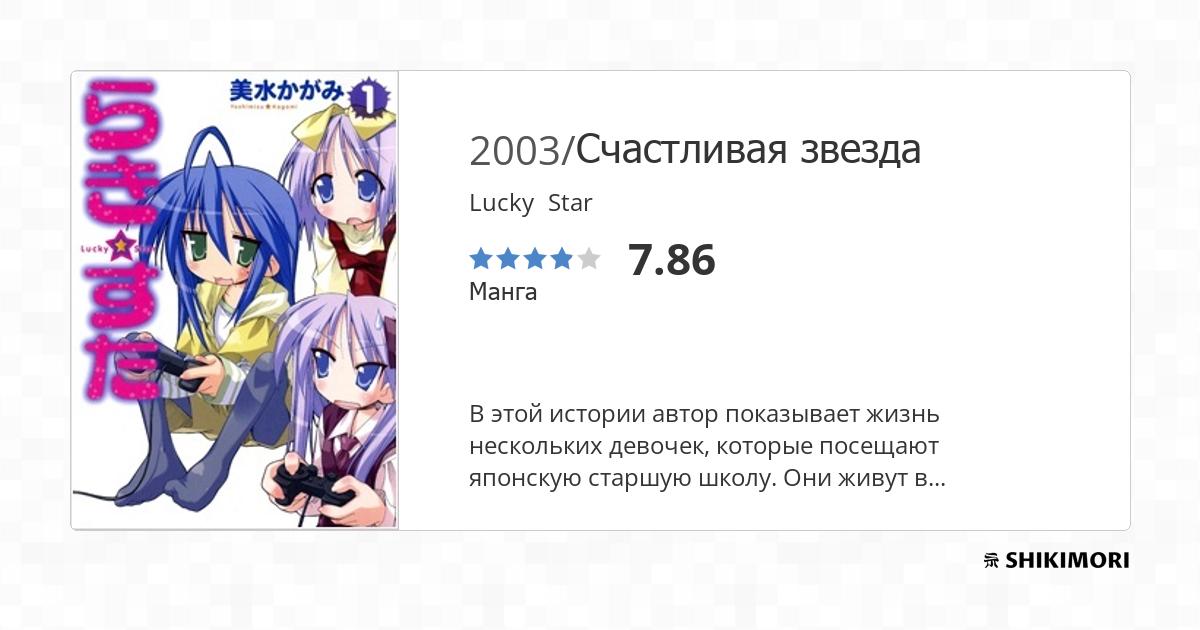 美水かがみ
Yoshimizu★Kagami
1
らき
Lucky★Star
すた
2003/Счастливая звезда
Lucky Star
7.86
Манга
В этой истории автор показывает жизнь
нескольких девочек, которые посещают
японскую старшую школу. Они живут в...
SHIKIMORI